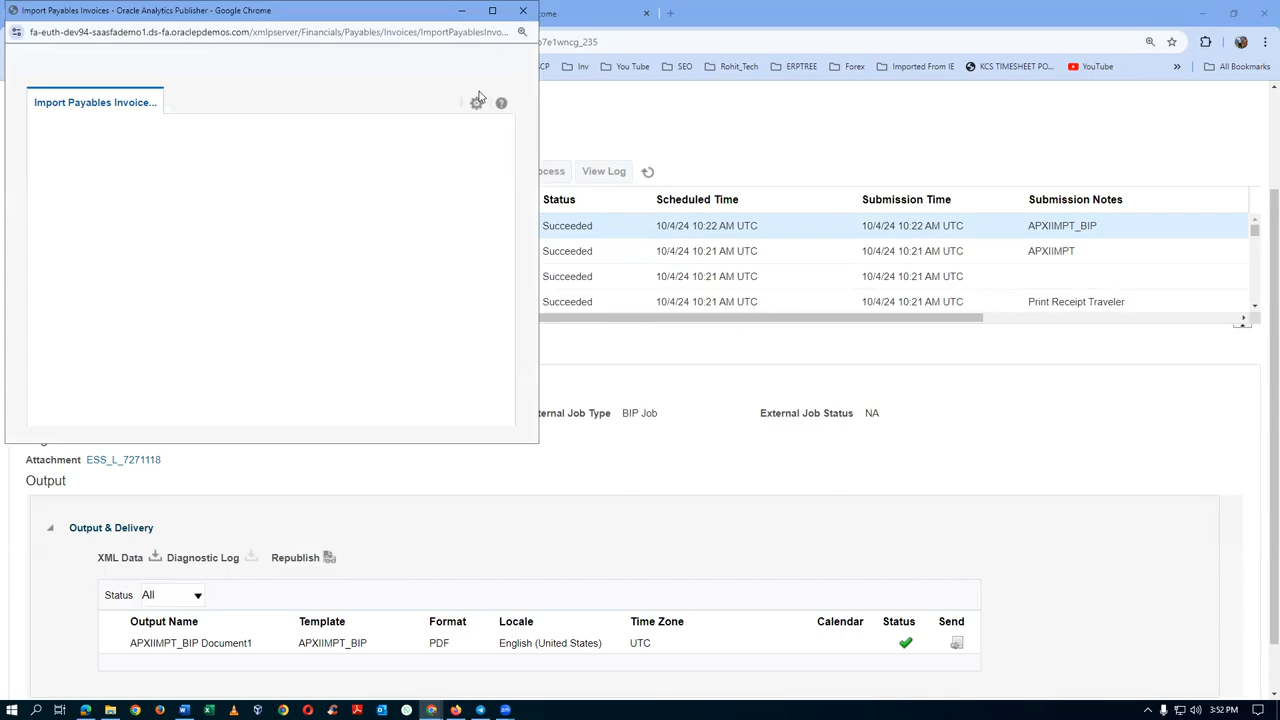 Import Payables Invoices - Oracle Analytics Publisher - Google Chrome
ome
fa-euth-dev94-saasfademo1.ds-fa.oraclepdemos.com/xmlpserver/Financials/Payables/Invoices/ImportPayablesInvo...
b7e1wncg_235
CP Inv You Tube SEO Rohit_Tech ERPTREE Forex Imported From IE KCS TIMESHEET PO... YouTube » All Bookmarks
Import Payables Invoice...
ocess View Log
Status Scheduled Time Submission Time Submission Notes
Succeeded 10/4/24 10:22 AM UTC 10/4/24 10:22 AM UTC APXIIMPT_BIP
Succeeded 10/4/24 10:21 AM UTC 10/4/24 10:21 AM UTC APXIIMPT
Succeeded 10/4/24 10:21 AM UTC 10/4/24 10:21 AM UTC
Succeeded 10/4/24 10:21 AM UTC 10/4/24 10:21 AM UTC Print Receipt Traveler
ternal Job Type BIP Job External Job Status NA
Attachment ESS_L_7271118
Output
Output & Delivery
XML Data Diagnostic Log Republish
Status All
Output Name Template Format Locale Time Zone Calendar Status Send
APXIIMPT_BIP Document1 APXIIMPT_BIP PDF English (United States) UTC
3:52 PM